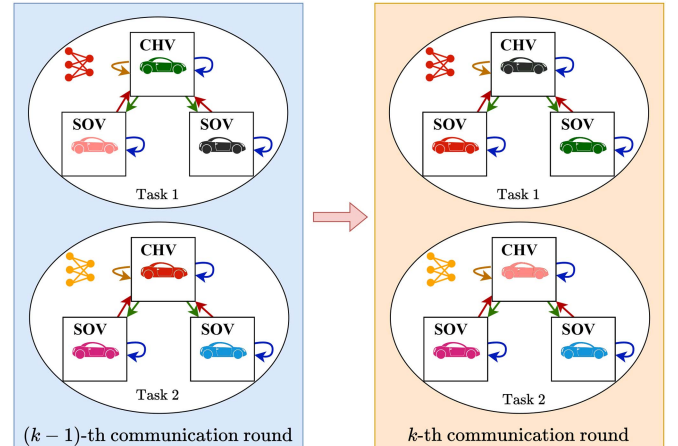 CHV
SOV
SOV
Task 1
CHV
SOV
SOV
Task 2
(k − 1)-th communication round
CHV
SOV
SOV
Task 1
CHV
SOV
SOV
Task 2
k-th communication round